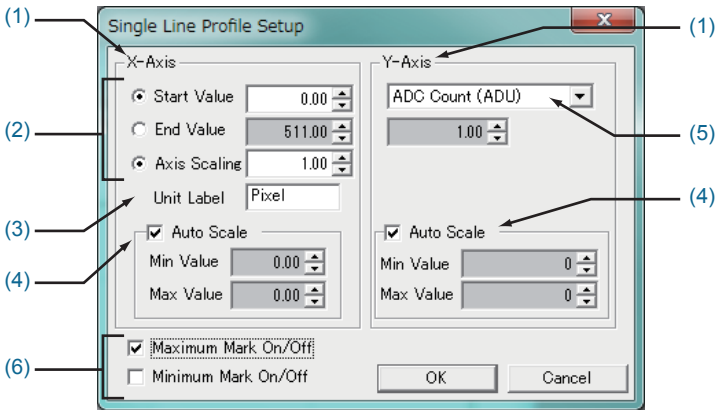 (1)
Single Line Profile Setup
x
(1)
X-Axis
Y-Axis
(2)
Start Value 0.00
ADC Count (ADU)
End Value 511.00
1.00
(5)
Axis Scaling 1.00
(3)
Unit Label Pixel
(4)
Auto Scale
Auto Scale
(4)
Min Value 0.00
Min Value 0
Max Value 0.00
Max Value 0
(6)
Maximum Mark On/Off
Minimum Mark On/Off
OK
Cancel